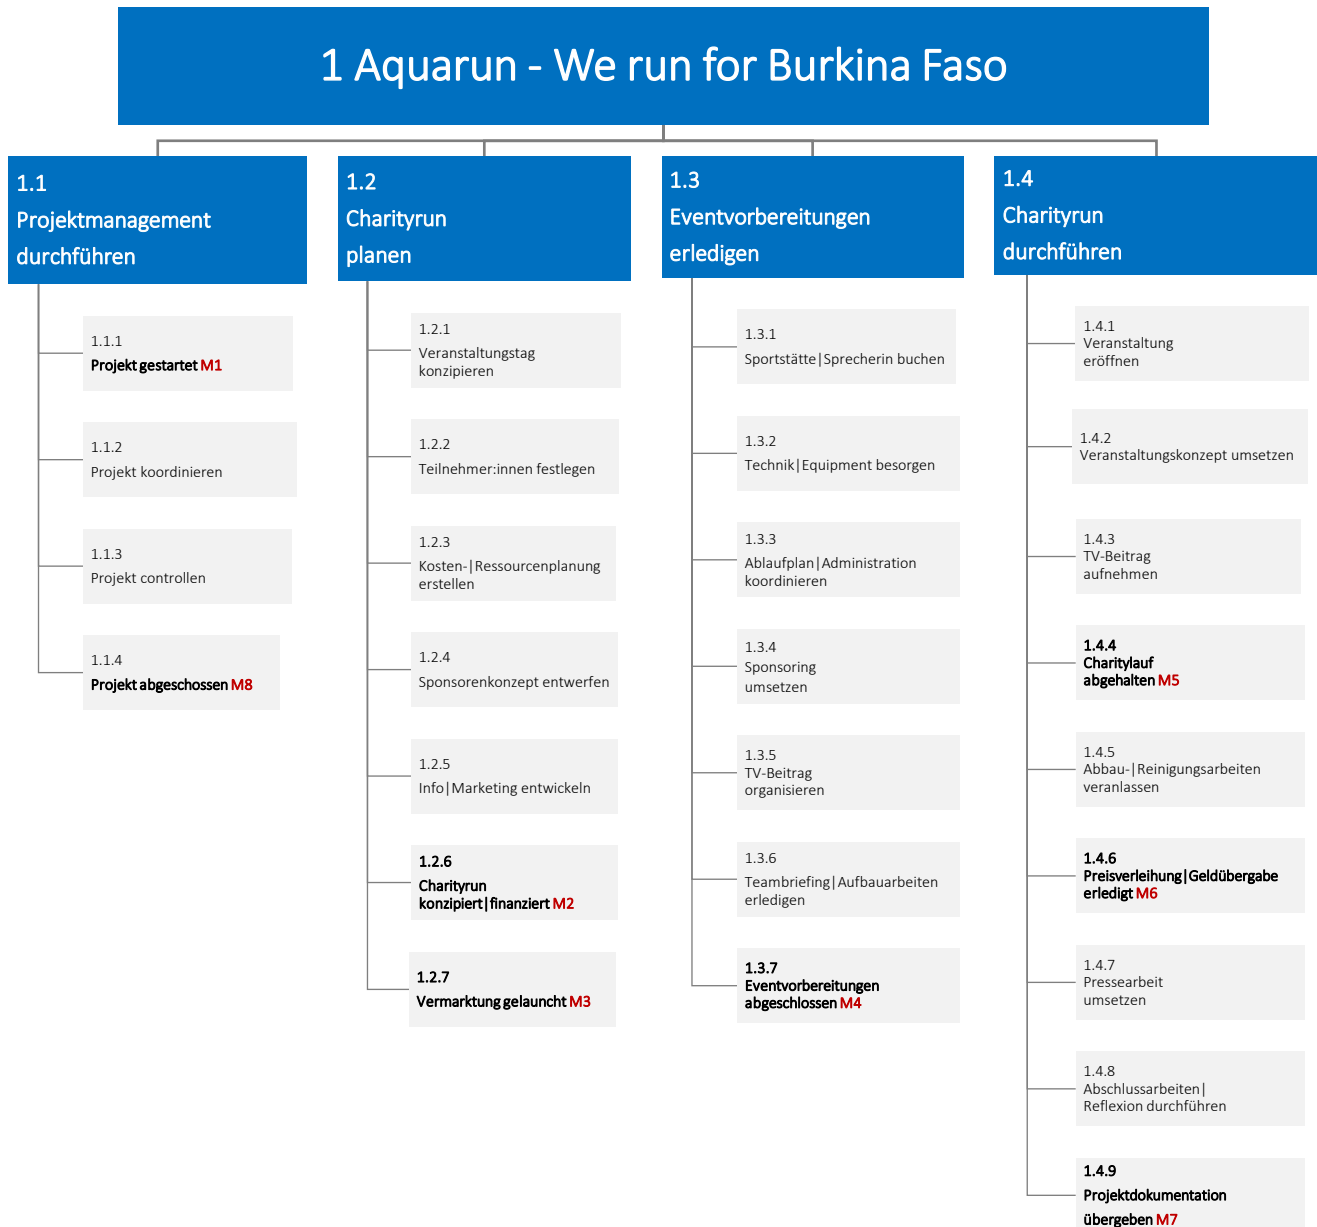 1 Aquarun - We run for Burkina Faso
1.1
Projektmanagement
durchführen
1.1.1
Projekt gestartet M1
1.1.2
Projekt koordinieren
1.1.3
Projekt controllen
1.1.4
Projekt abgeschossen M8
1.2
Charityrun
planen
1.2.1
Veranstaltungstag
konzipieren
1.2.2
Teilnehmer:innen festlegen
1.2.3
Kosten-|Ressourcenplanung
erstellen
1.2.4
Sponsorenkonzept entwerfen
1.2.5
Info|Marketing entwickeln
1.2.6
Charityrun
konzipiert|finanziert M2
1.2.7
Vermarktung gelauncht M3
1.3
Eventvorbereitungen
erledigen
1.3.1
Sportstätte|Sprecherin buchen
1.3.2
Technik|Equipment besorgen
1.3.3
Ablaufplan|Administration
koordinieren
1.3.4
Sponsoring
umsetzen
1.3.5
TV-Beitrag
organisieren
1.3.6
Teambriefing|Aufbauarbeiten
erledigen
1.3.7
Eventvorbereitungen
abgeschlossen M4
1.4
Charityrun
durchführen
1.4.1
Veranstaltung
eröffnen
1.4.2
Veranstaltungskonzept umsetzen
1.4.3
TV-Beitrag
aufnehmen
1.4.4
Charitylauf
abgehalten M5
1.4.5
Abbau-|Reinigungsarbeiten
veranlassen
1.4.6
Preisverleihung|Geldübergabe
erledigt M6
1.4.7
Pressearbeit
umsetzen
1.4.8
Abschlussarbeiten|
Reflexion durchführen
1.4.9
Projektdokumentation
übergeben M7